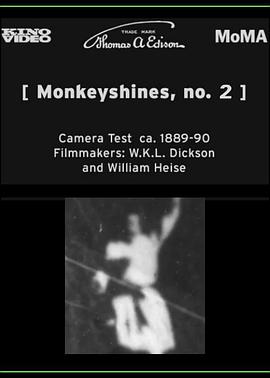 KINO
VIDEO
TRADE MARK
Thomas A Edison
MoMA
[ Monkeyshines, no. 2 ]
Camera Test ca. 1889-90
Filmmakers: W.K.L. Dickson
and William Heise